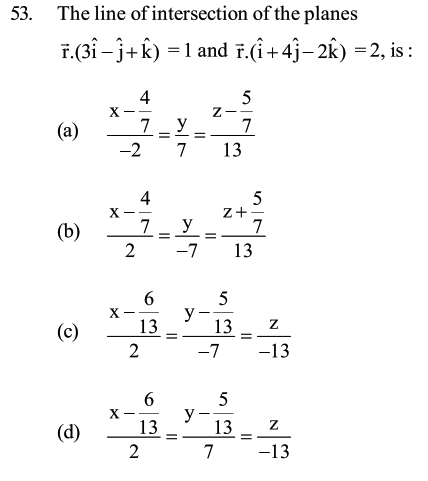 53. The line of intersection of the planes
r⃗.(3î – ĵ + k̂) = 1 and r⃗.(î + 4ĵ – 2k̂) = 2, is :
(a) (x – 4/7)/–2 = y/7 = (z – 5/7)/13
(b) (x – 4/7)/2 = y/–7 = (z + 5/7)/13
(c) (x – 6/13)/2 = (y – 5/13)/–7 = z/–13
(d) (x – 6/13)/2 = (y – 5/13)/7 = z/–13